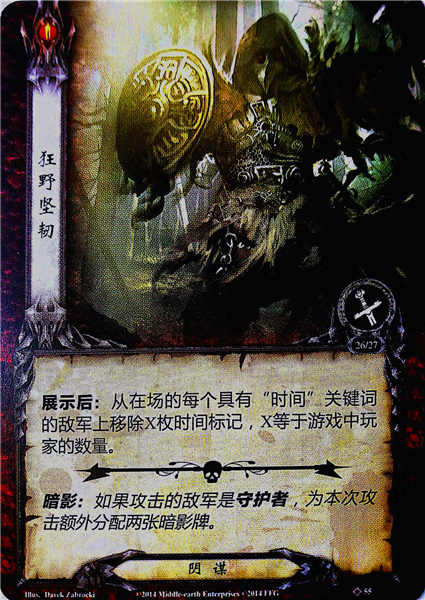 狂野坚韧
26/27
展示后：从在场的每个具有“时间”关键词
的敌军上移除X枚时间标记，X等于游戏中玩
家的数量。
暗影：如果攻击的敌军是守护者，为本次攻
击额外分配两张暗影牌。
阴谋
Illus. Darek Zabrocki
©2014 Middle-earth Enterprises ©2014 FFG
55